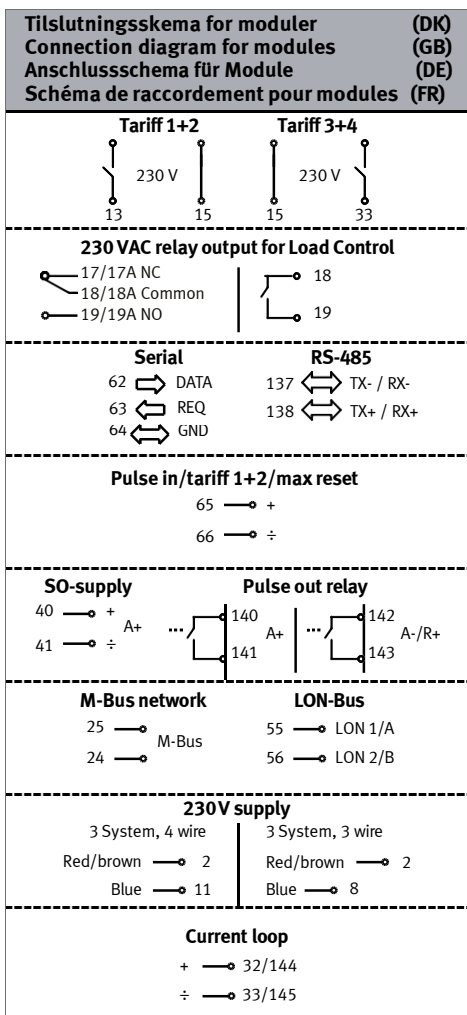 Tilslutningsskema for moduler (DK)
Connection diagram for modules (GB)
Anschlussschema für Module (DE)
Schéma de raccordement pour modules (FR)
Tariff 1+2 Tariff 3+4
230 V 230 V
13 15 15 33
230 VAC relay output for Load Control
17/17A NC 18
18/18A Common
19/19A NO 19
Serial RS-485
62 DATA 137 TX- / RX-
63 REQ 138 TX+ / RX+
64 GND
Pulse in/tariff 1+2/max reset
65 +
66 ÷
SO-supply Pulse out relay
40 + 140 142
A+ ... A+ ... A-/R+
41 ÷ 141 143
M-Bus network LON-Bus
25 55 LON 1/A
M-Bus
24 56 LON 2/B
230V supply
3 System, 4 wire 3 System, 3 wire
Red/brown 2 Red/brown 2
Blue 11 Blue 8
Current loop
+ 32/144
÷ 33/145